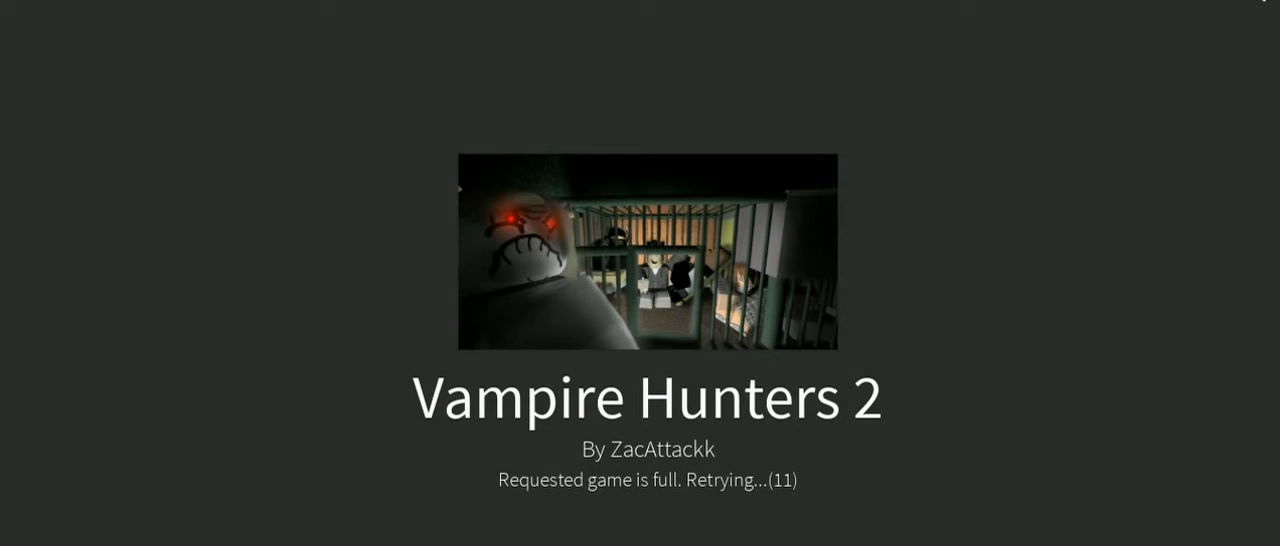 Vampire Hunters 2
By ZacAttackk
Requested game is full. Retrying...(11)